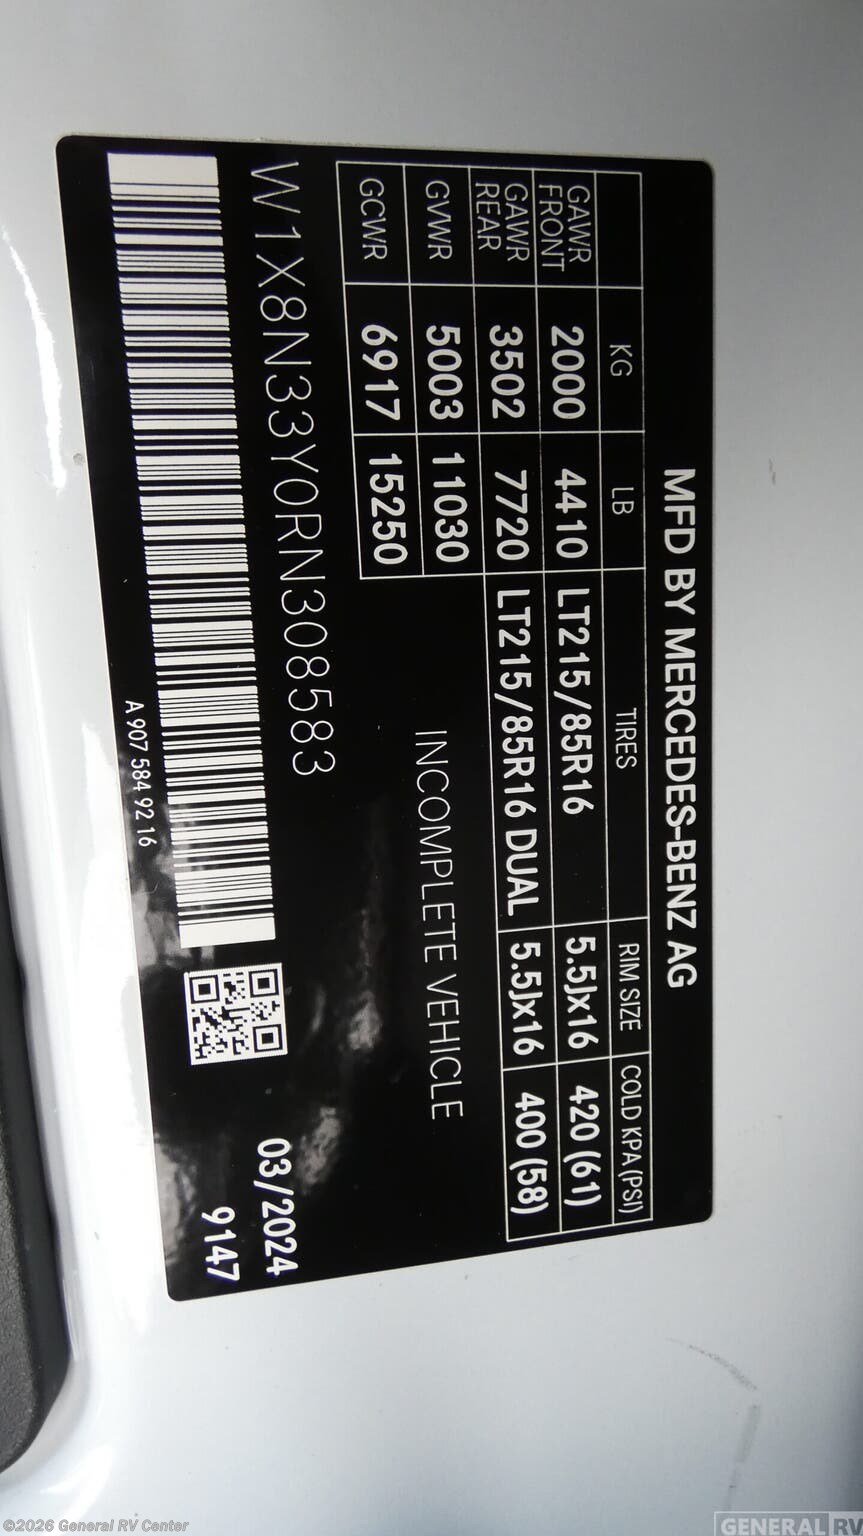 MFD BY MERCEDES-BENZ AG
KG LB TIRES RIM SIZE COLD KPA (PSI)
GAWR FRONT 2000 4410 LT215/85R16 5.5Jx16 420 (61)
GAWR REAR 3502 7720 LT215/85R16 DUAL 5.5Jx16 400 (58)
GVWR 5003 11030
GCWR 6917 15250
INCOMPLETE VEHICLE
W1X8N33Y0RN308583
03/2024
9147
A 907 584 92 16
©2026 General RV Center
GENERAL RV